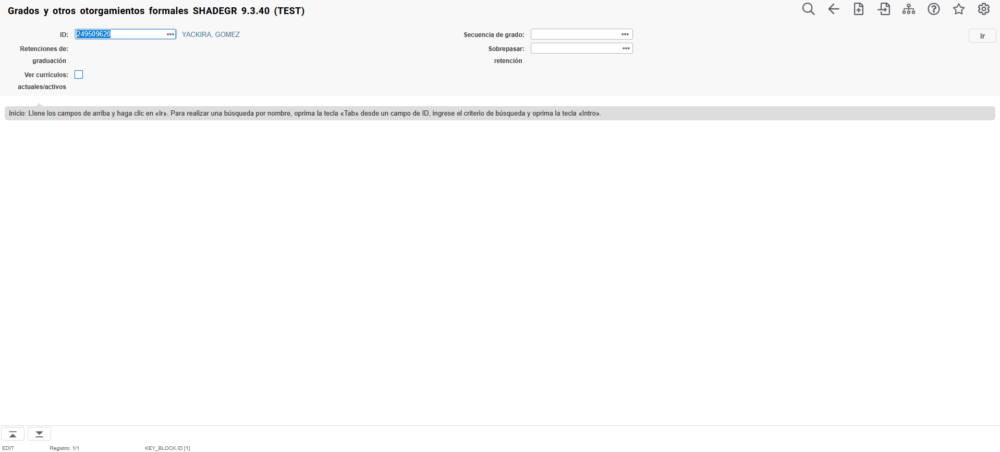 Grados y otros otorgamientos formales SHADEGR 9.3.40 (TEST)
ID: 249509620 YACKIRA, GOMEZ
Secuencia de grado:
Ir
Retenciones de:
graduación
Sobrepasar:
retención
Ver currículos:
actuales/activos
Inicio: Llene los campos de arriba y haga clic en «Ir». Para realizar una búsqueda por nombre, oprima la tecla «Tab» desde un campo de ID, ingrese el criterio de búsqueda y oprima la tecla «Intro».
EDIT Registro: 1/1 KEY_BLOCK.ID [1]